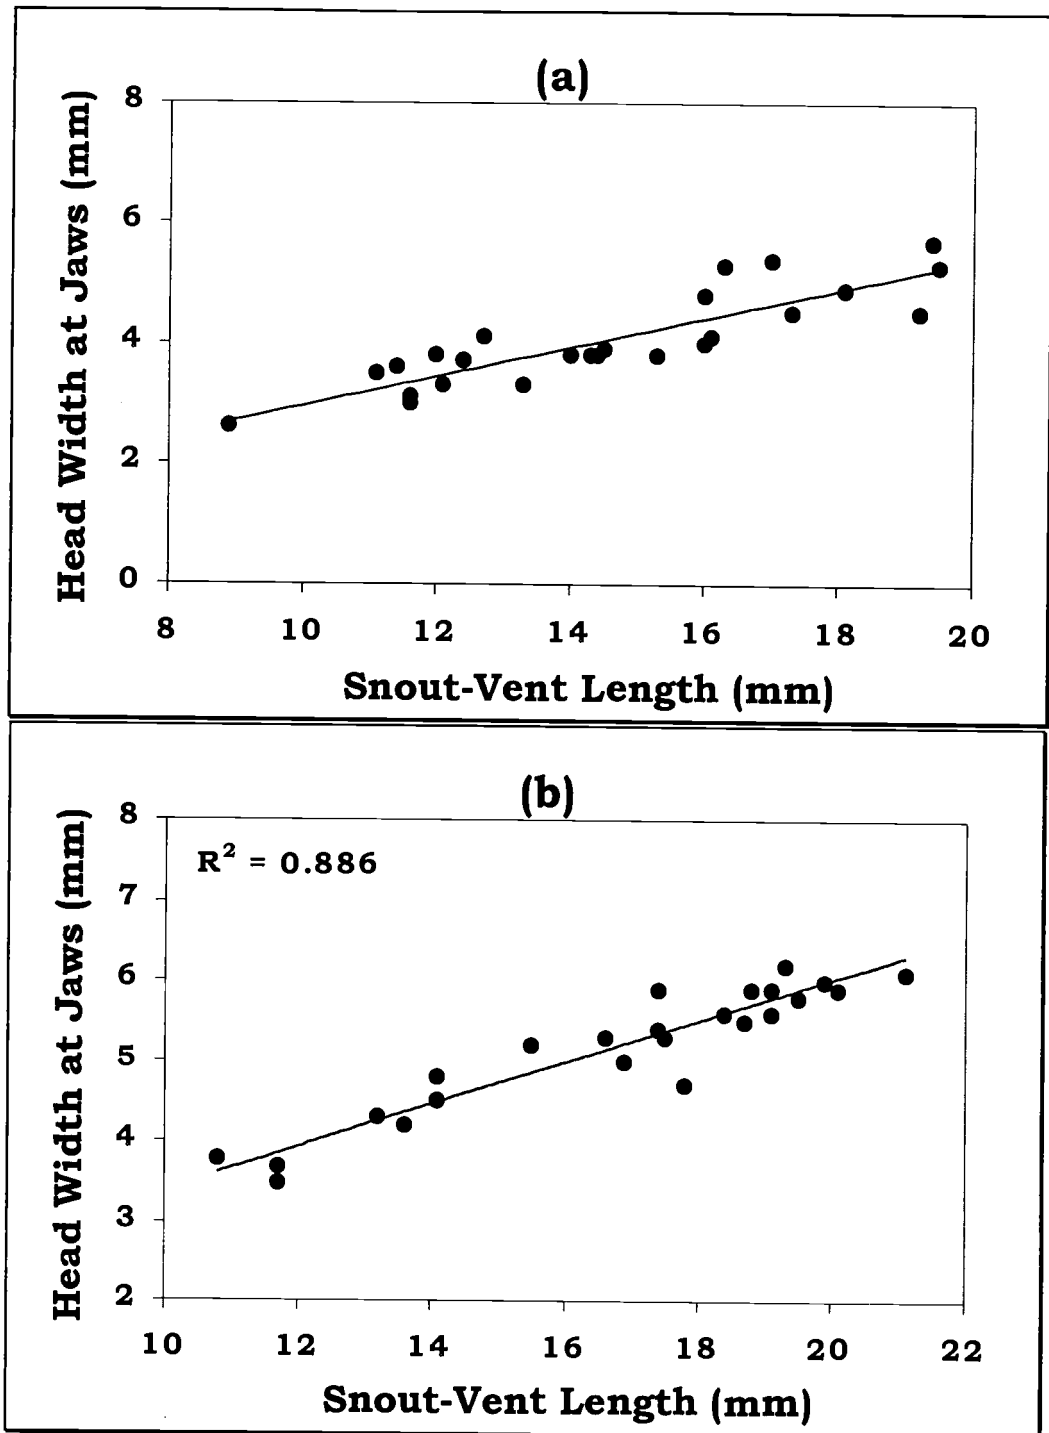 (a)
Head Width at Jaws (mm)
8
6
4
2
0
8 10 12 14 16 18 20
Snout-Vent Length (mm)
(b)
R² = 0.886
Head Width at Jaws (mm)
8
7
6
5
4
3
2
10 12 14 16 18 20 22
Snout-Vent Length (mm)